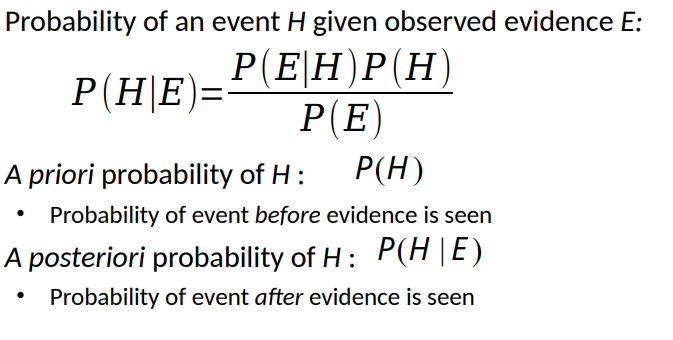 Probability of an event H given observed evidence E:
P(H|E)=P(E|H)P(H)/P(E)
A priori probability of H : P(H)
• Probability of event before evidence is seen
A posteriori probability of H : P(H | E)
• Probability of event after evidence is seen